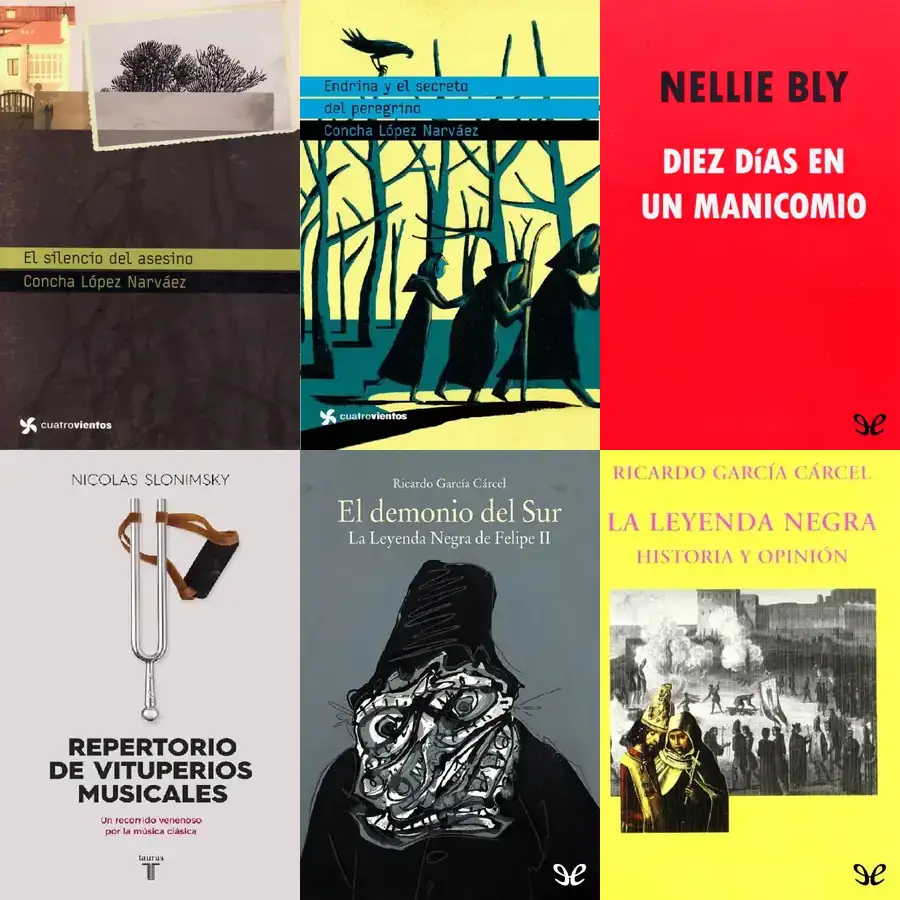 El silencio del asesino
Concha López Narváez
cuatrovientos
Endrina y el secreto
del peregrino
Concha López Narváez
cuatrovientos
NELLIE BLY
DIEZ DÍAS EN
UN MANICOMIO
NICOLAS SLONIMSKY
REPERTORIO
DE VITUPERIOS
MUSICALES
Un recorrido venenoso
por la música clásica
taurus
T
Ricardo García Cárcel
El demonio del Sur
La Leyenda Negra de Felipe II
RICARDO GARCÍA CÁRCEL
LA LEYENDA NEGRA
HISTORIA Y OPINIÓN